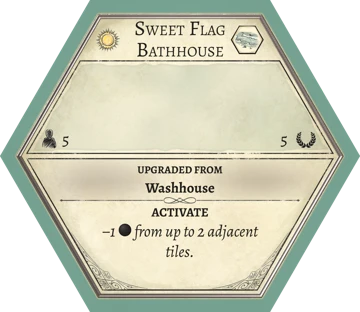 SWEET FLAG
BATHHOUSE
5 5
UPGRADED FROM
Washhouse
ACTIVATE
–1 from up to 2 adjacent
tiles.